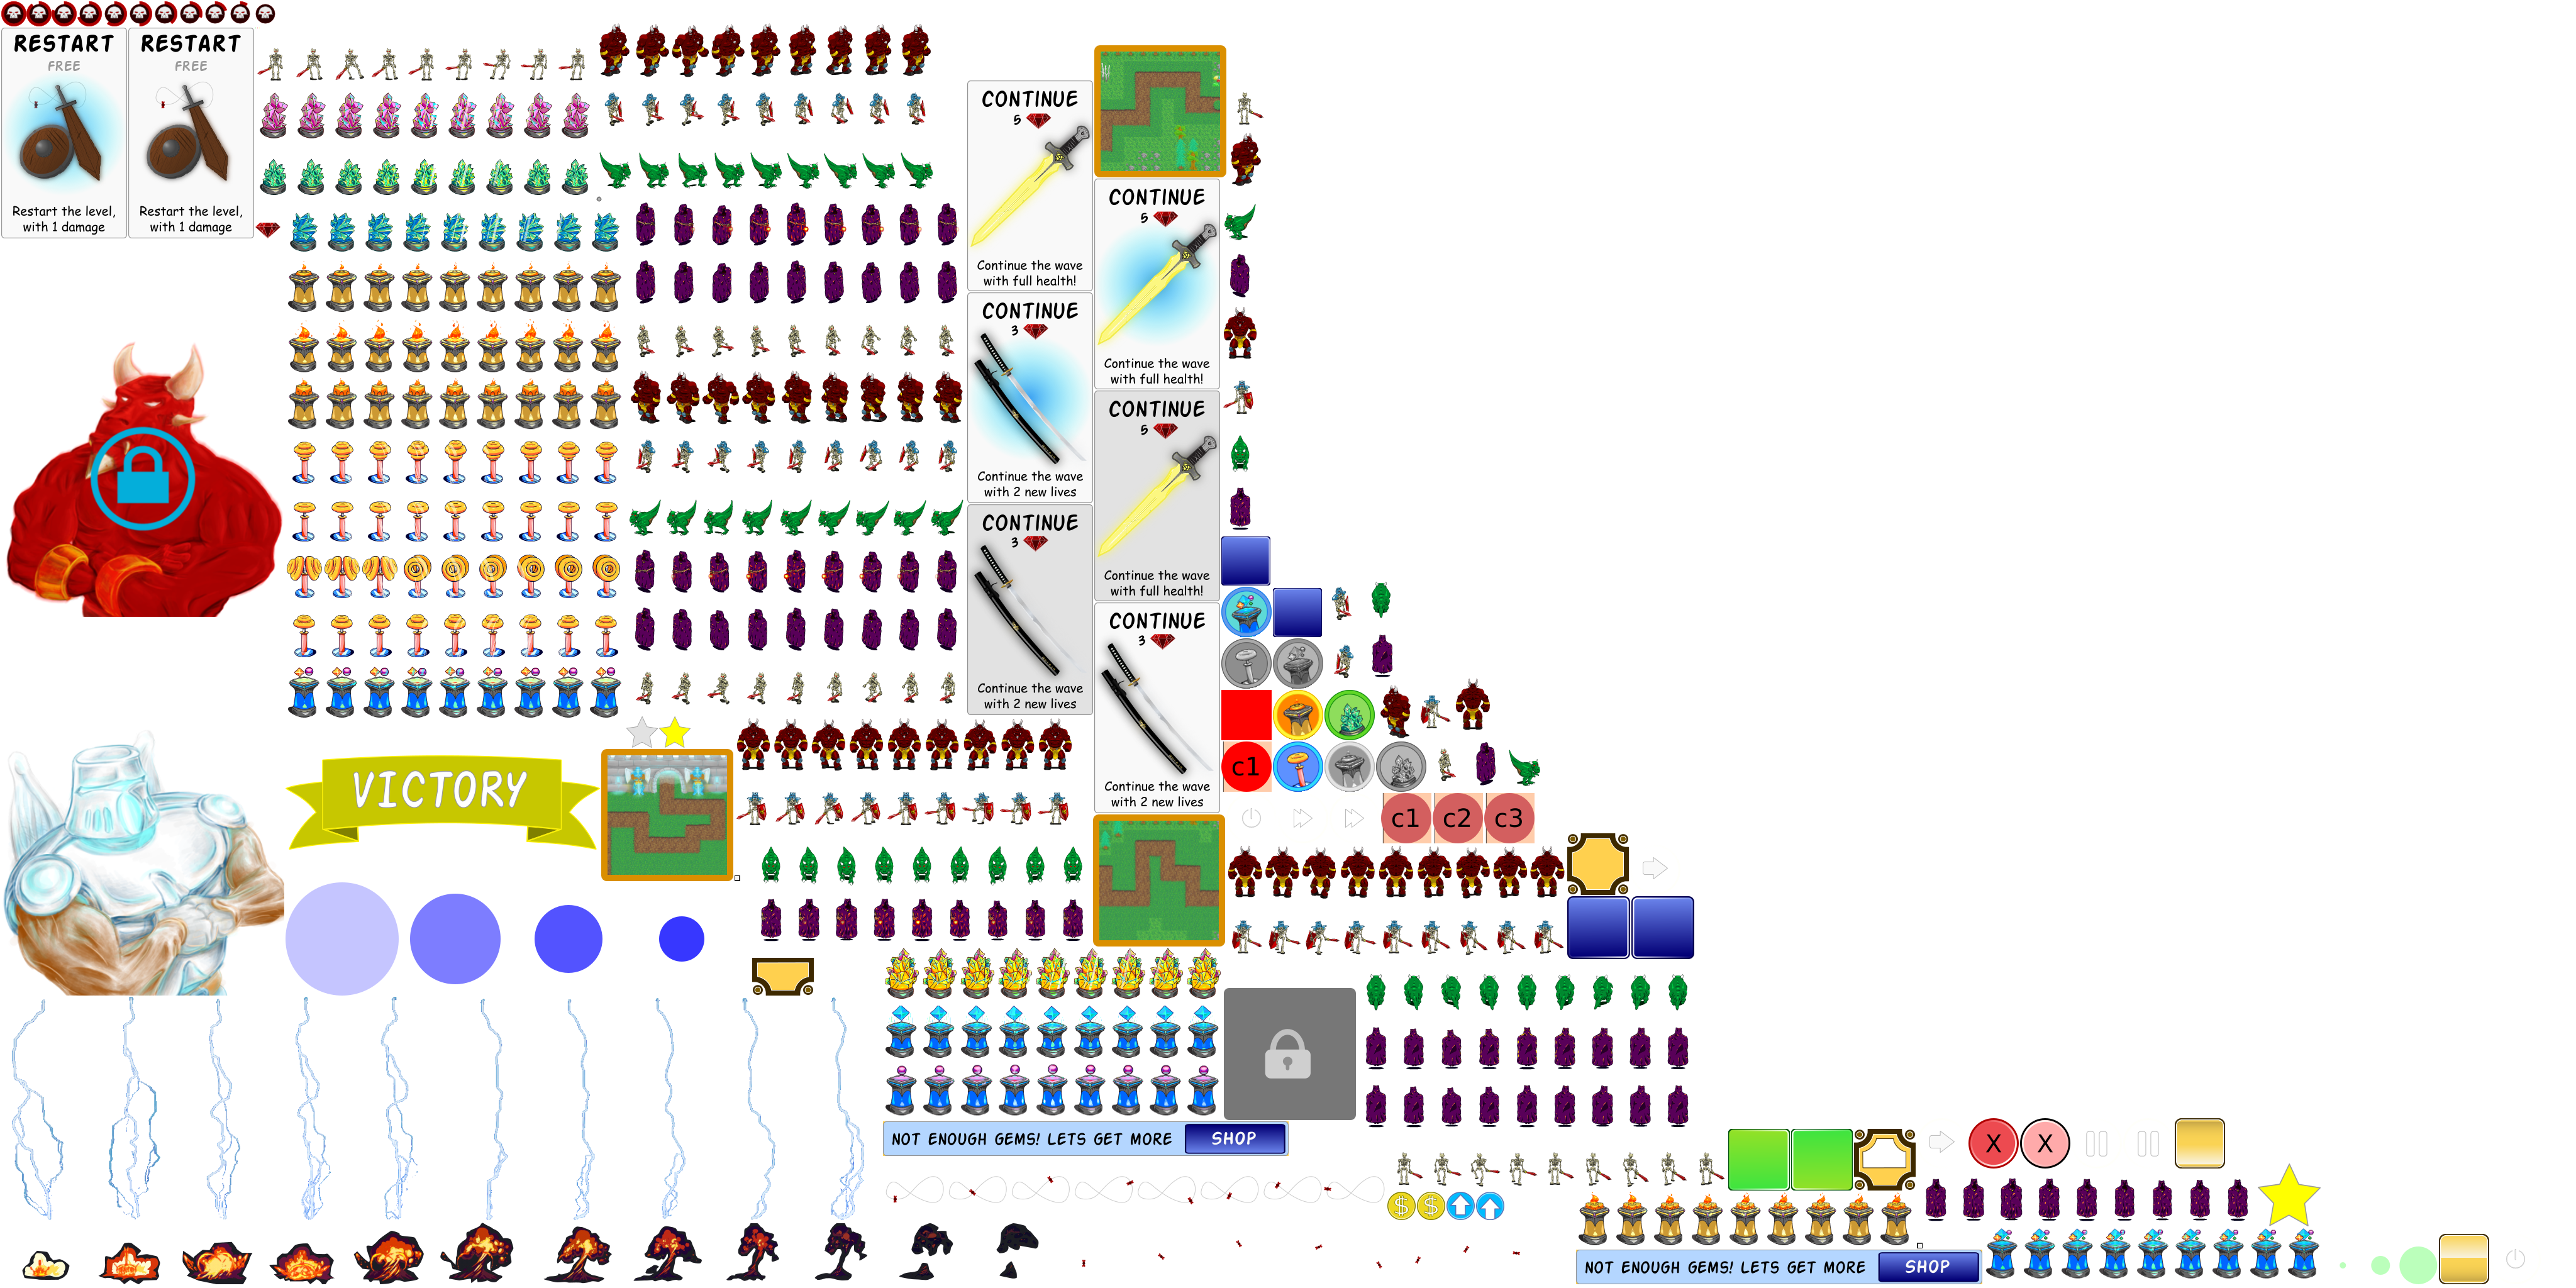 RESTART
FREE
Restart the level,
with 1 damage
RESTART
FREE
Restart the level,
with 1 damage
CONTINUE
5
Continue the wave
with full health!
CONTINUE
3
Continue the wave
with 2 new lives
CONTINUE
3
Continue the wave
with 2 new lives
CONTINUE
5
Continue the wave
with full health!
CONTINUE
5
Continue the wave
with full health!
CONTINUE
3
Continue the wave
with 2 new lives
VICTORY
c1
c1
c2
c3
NOT ENOUGH GEMS! LETS GET MORE
SHOP
X
X
$
$
NOT ENOUGH GEMS! LETS GET MORE
SHOP